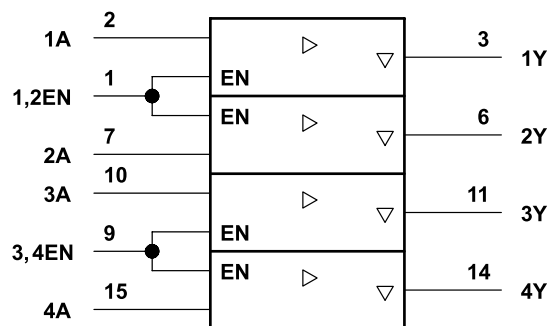 1A 2
3 1Y
1,2EN 1 EN
EN
6 2Y
2A 7
3A 10
11 3Y
3,4EN 9 EN
EN
14 4Y
4A 15